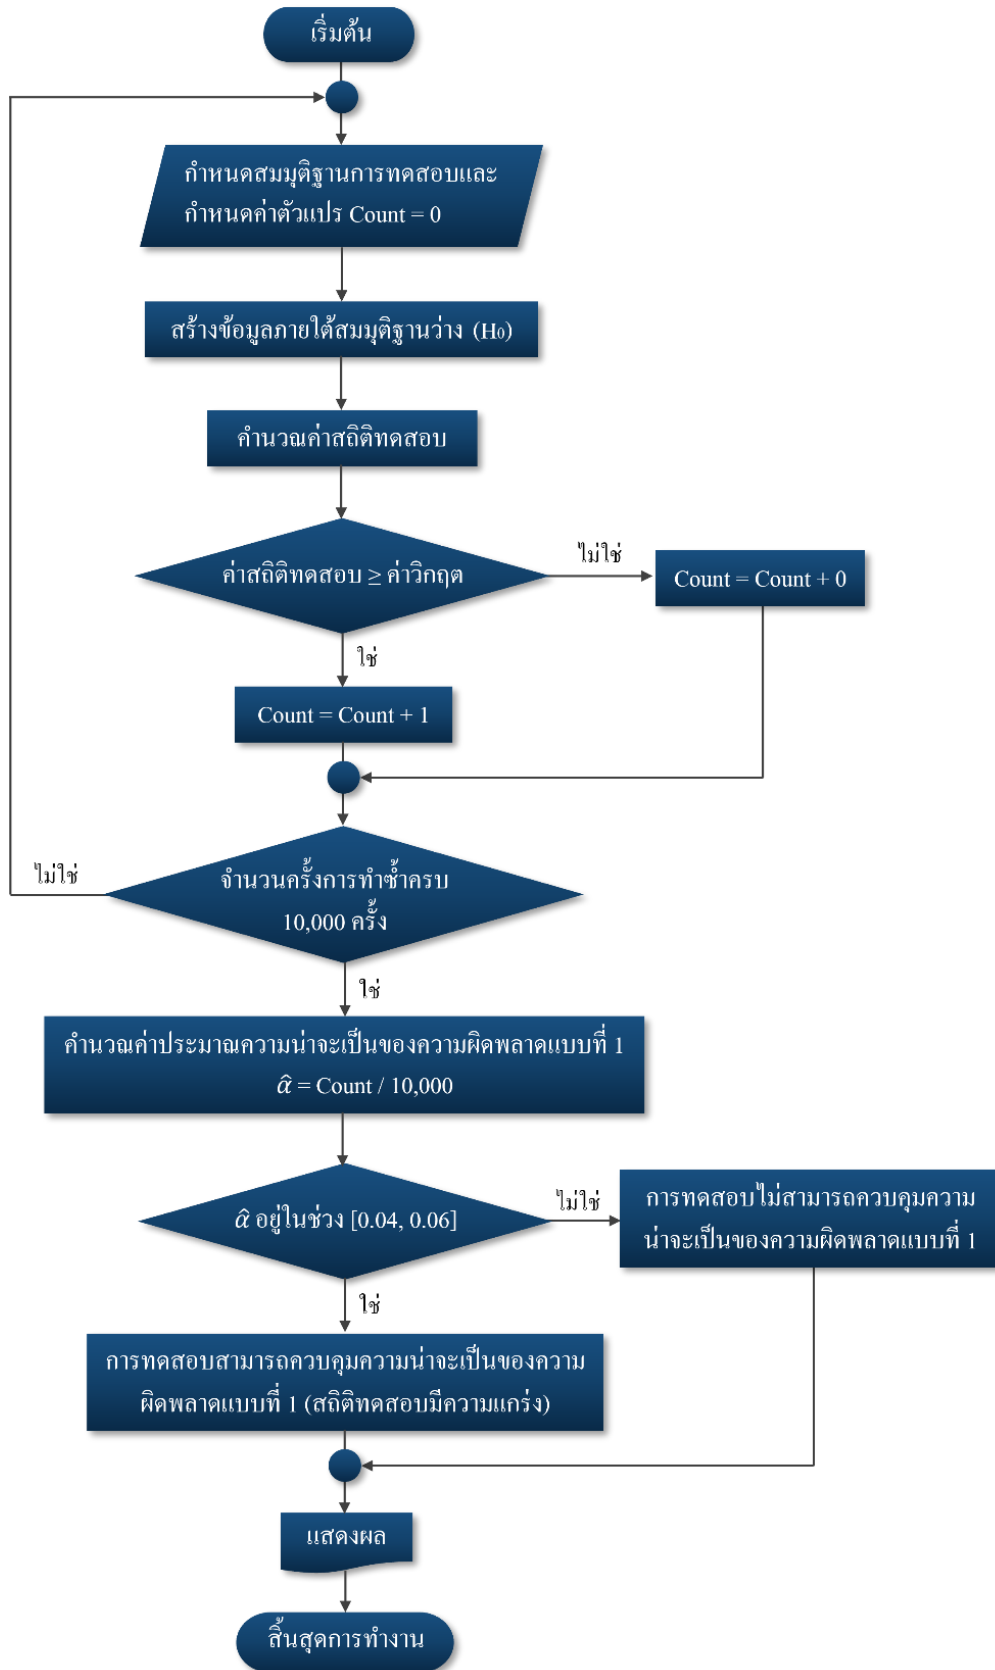 เริ่มต้น
กำหนดสมมุติฐานการทดสอบและ
กำหนดค่าตัวแปร Count = 0
สร้างข้อมูลภายใต้สมมุติฐานว่าง (H₀)
คำนวณค่าสถิติทดสอบ
ค่าสถิติทดสอบ ≥ ค่าวิกฤต
ไม่ใช่
Count = Count + 0
ใช่
Count = Count + 1
ไม่ใช่
จำนวนครั้งการทำซ้ำครบ
10,000 ครั้ง
ใช่
คำนวณค่าประมาณความน่าจะเป็นของความผิดพลาดแบบที่ 1
α̂ = Count / 10,000
α̂ อยู่ในช่วง [0.04, 0.06]
ไม่ใช่
การทดสอบไม่สามารถควบคุมความ
น่าจะเป็นของความผิดพลาดแบบที่ 1
ใช่
การทดสอบสามารถควบคุมความน่าจะเป็นของความ
ผิดพลาดแบบที่ 1 (สถิติทดสอบมีความแกร่ง)
แสดงผล
สิ้นสุดการทำงาน